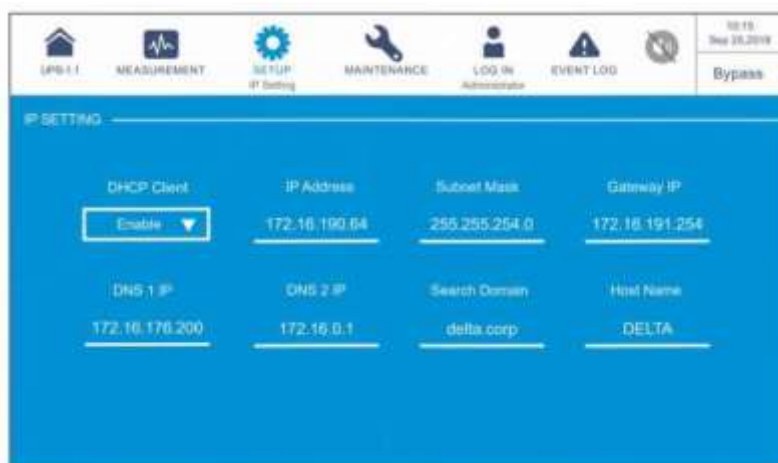 10:15
UPS-1-1 MEASUREMENT SETUP MAINTENANCE LOG IN EVENT LOG
IP Setting Administrator
Bypass
IP SETTING
DHCP Client IP Address Subnet Mask Gateway IP
Enable 172.16.190.64 255.255.254.0 172.16.191.254
DNS 1 IP DNS 2 IP Search Domain Host Name
172.16.176.200 172.16.0.1 delta.corp DELTA